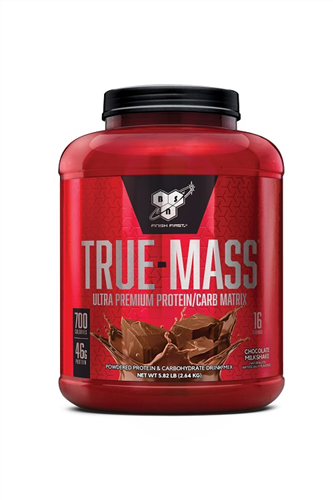 BSN
FINISH FIRST.
TRUE-MASS
ULTRA PREMIUM PROTEIN/CARB MATRIX
700
CALORIES
46g
PROTEIN
16
SERVINGS
CHOCOLATE
MILKSHAKE
POWDERED PROTEIN & CARBOHYDRATE DRINK MIX
NET WT 5.82 LB (2.64 KG)